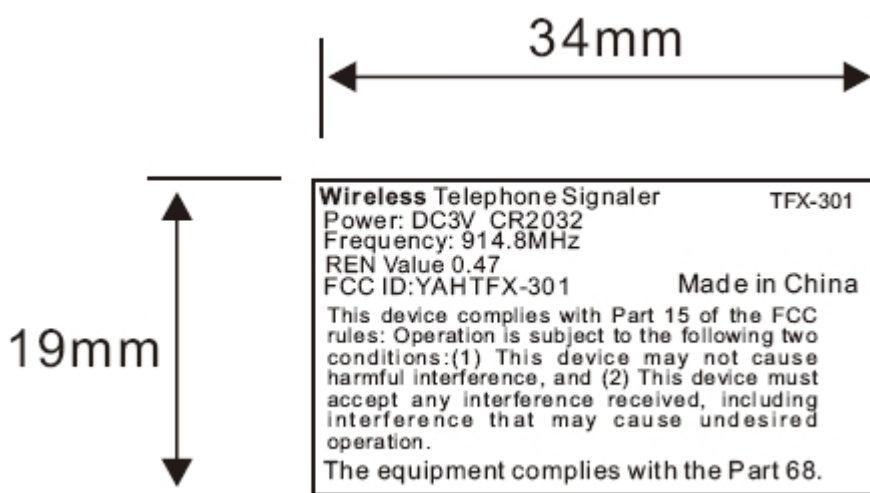 34mm
19mm
Wireless Telephone Signaler TFX-301
Power: DC3V CR2032
Frequency: 914.8MHz
REN Value 0.47
FCC ID:YAHTFX-301 Made in China
This device complies with Part 15 of the FCC
rules: Operation is subject to the following two
conditions:(1) This device may not cause
harmful interference, and (2) This device must
accept any interference received, including
interference that may cause undesired
operation.
The equipment complies with the Part 68.